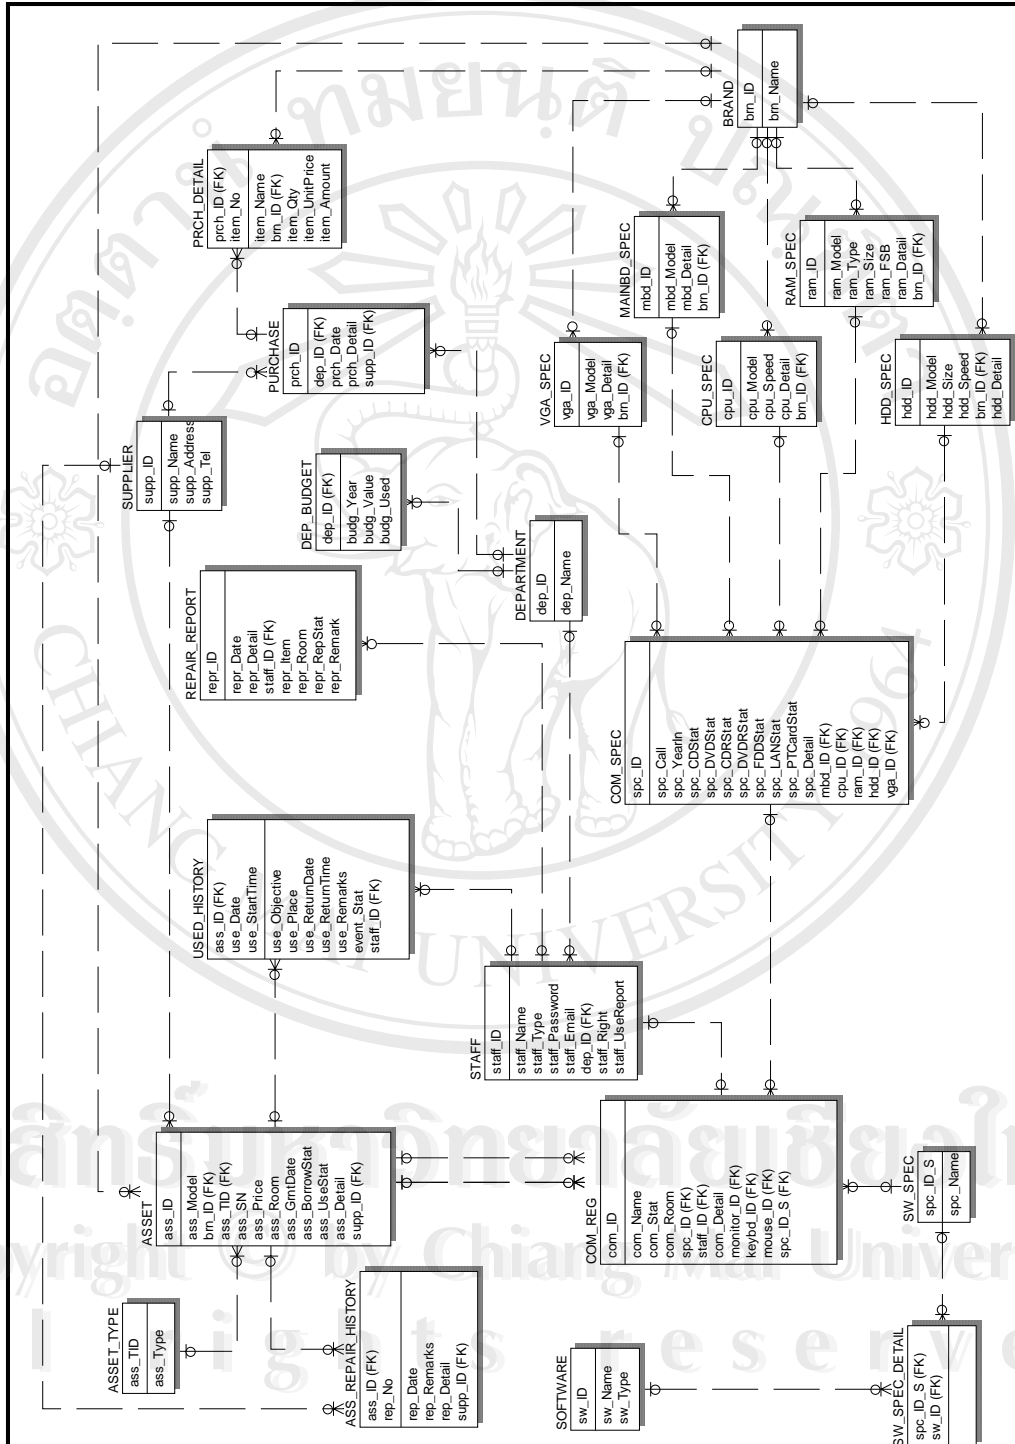 BRAND
brn_ID
brn_Name
PRCH_DETAIL
prch_ID (FK)
item_No
item_Name
brn_ID (FK)
item_Qty
item_UnitPrice
item_Amount
MAINBD_SPEC
mbd_ID
mbd_Model
mbd_Detail
brn_ID (FK)
RAM_SPEC
ram_ID
ram_Model
ram_Type
ram_Size
ram_FSB
ram_Datail
brn_ID (FK)
PURCHASE
prch_ID
dep_ID (FK)
prch_Date
prch_Detail
supp_ID (FK)
VGA_SPEC
vga_ID
vga_Model
vga_Detail
brn_ID (FK)
CPU_SPEC
cpu_ID
cpu_Model
cpu_Speed
cpu_Detail
brn_ID (FK)
HDD_SPEC
hdd_ID
hdd_Model
hdd_Size
hdd_Speed
brn_ID (FK)
hdd_Detail
SUPPLIER
supp_ID
supp_Name
supp_Address
supp_Tel
DEP_BUDGET
dep_ID (FK)
budg_Year
budg_Value
budg_Used
DEPARTMENT
dep_ID
dep_Name
REPAIR_REPORT
repr_ID
repr_Date
repr_Detail
staff_ID (FK)
repr_Item
repr_Room
repr_RepStat
repr_Remark
COM_SPEC
spc_ID
spc_Call
spc_YearIn
spc_CDStat
spc_DVDStat
spc_CDRStat
spc_DVDRStat
spc_FDDStat
spc_LANStat
spc_PTCardStat
spc_Detail
mbd_ID (FK)
cpu_ID (FK)
ram_ID (FK)
hdd_ID (FK)
vga_ID (FK)
USED_HISTORY
ass_ID (FK)
use_Date
use_StartTime
use_Objective
use_Place
use_ReturnDate
use_ReturnTime
use_Remarks
event_Stat
staff_ID (FK)
STAFF
staff_ID
staff_Name
staff_Type
staff_Password
staff_Email
dep_ID (FK)
staff_Right
staff_UseReport
ASSET
ass_ID
ass_Model
brn_ID (FK)
ass_TID (FK)
ass_SN
ass_Price
ass_Room
ass_GrntDate
ass_BorrowStat
ass_UseStat
ass_Detail
supp_ID (FK)
COM_REG
com_ID
com_Name
com_Stat
com_Room
spc_ID (FK)
staff_ID (FK)
com_Detail
monitor_ID (FK)
keybd_ID (FK)
mouse_ID (FK)
spc_ID_S (FK)
SW_SPEC
spc_ID_S
spc_Name
ASSET_TYPE
ass_TID
ass_Type
ASS_REPAIR_HISTORY
ass_ID (FK)
rep_No
rep_Date
rep_Remarks
rep_Detail
supp_ID (FK)
SOFTWARE
sw_ID
sw_Name
sw_Type
SW_SPEC_DETAIL
spc_ID_S (FK)
sw_ID (FK)
CHIANG MAI UNIVERSITY 1964
by Chiang Mai Univer
rights reserve